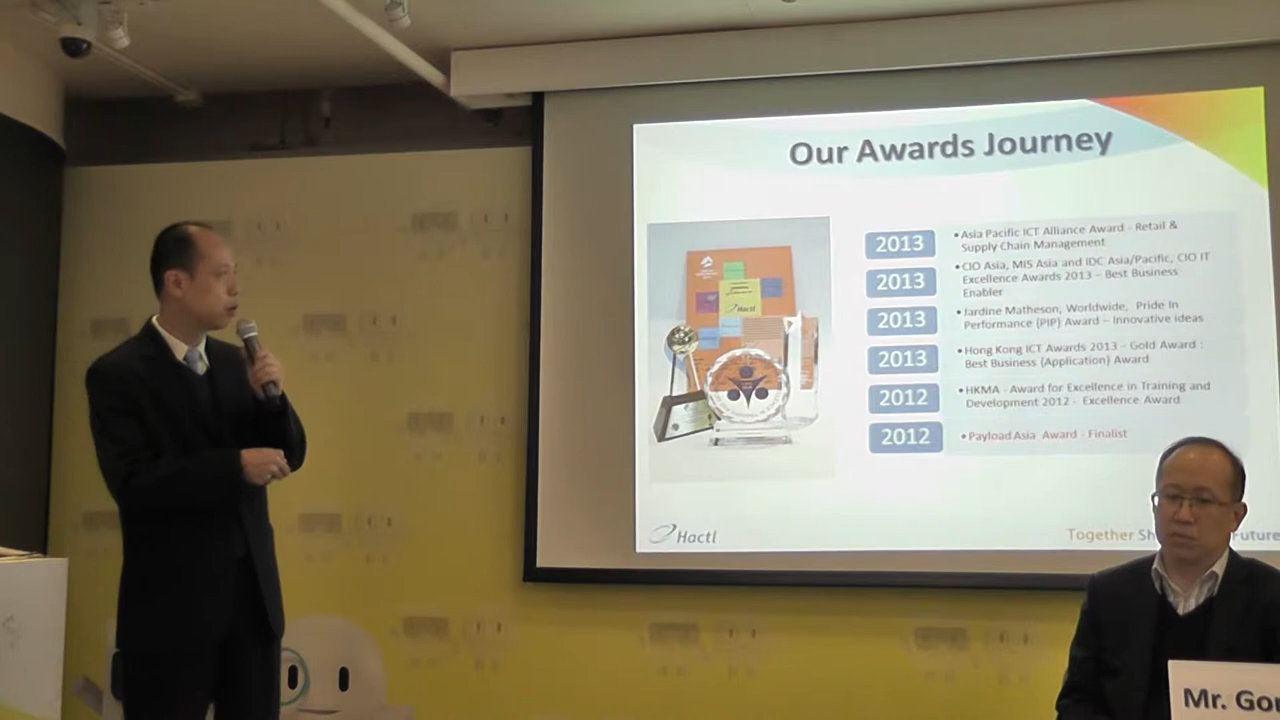 Our Awards Journey
2013
• Asia Pacific ICT Alliance Award - Retail &
Supply Chain Management
2013
• CIO Asia, MIS Asia and IDC Asia/Pacific, CIO IT
Excellence Awards 2013 – Best Business
Enabler
2013
• Jardine Matheson, Worldwide, Pride In
Performance (PIP) Award – Innovative ideas
2013
• Hong Kong ICT Awards 2013 – Gold Award :
Best Business (Application) Award
2012
• HKMA - Award for Excellence in Training and
Development 2012 - Excellence Award
2012
• Payload Asia Award - Finalist
Hactl
Hactl
Together Sh
Future
Mr. Go